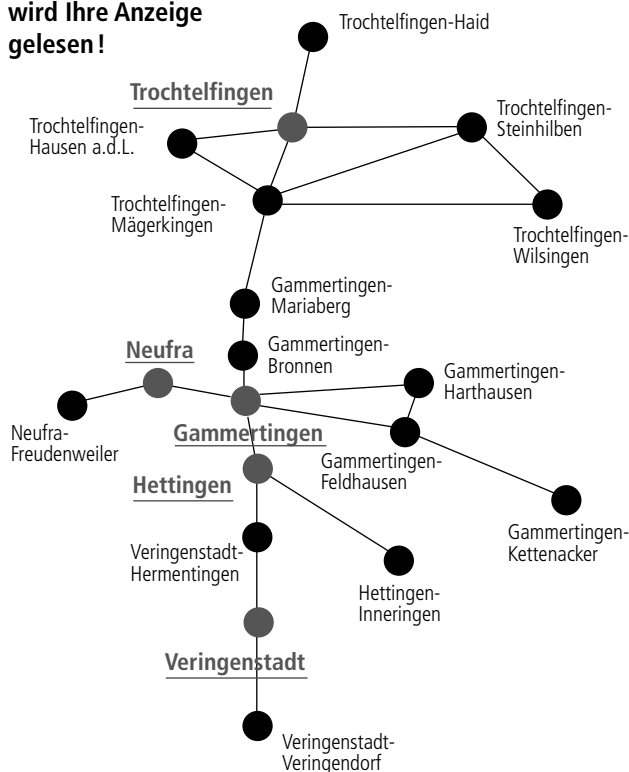 wird Ihre Anzeige
gelesen !
Trochtelfingen-Haid
Trochtelfingen
Trochtelfingen-
Steinhilben
Trochtelfingen-
Hausen a.d.L.
Trochtelfingen-
Mägerkingen
Trochtelfingen-
Wilsingen
Gammertingen-
Mariaberg
Gammertingen-
Bronnen
Neufra
Gammertingen-
Harthausen
Neufra-
Freudenweiler
Gammertingen
Gammertingen-
Feldhausen
Hettingen
Gammertingen-
Kettenacker
Veringenstadt-
Hermentingen
Hettingen-
Inneringen
Veringenstadt
Veringenstadt-
Veringendorf